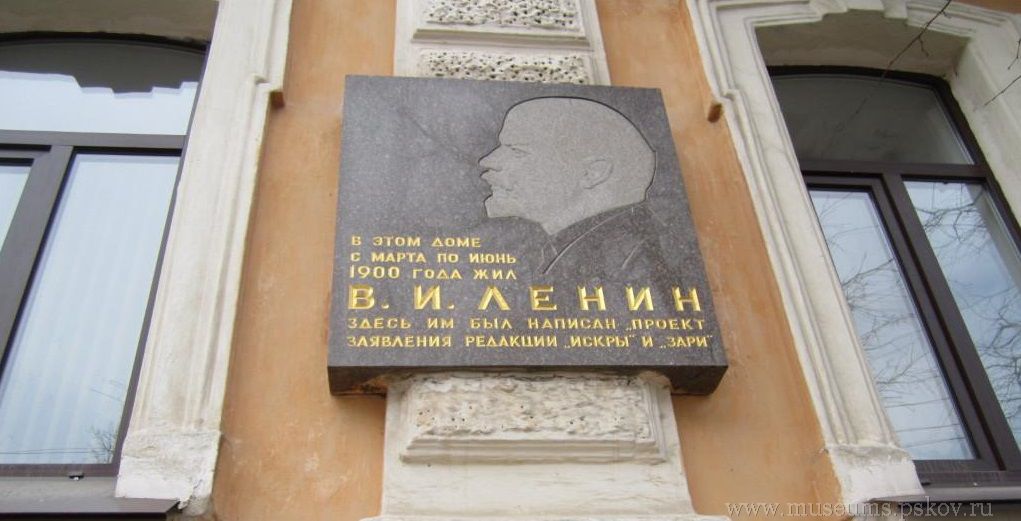 В ЭТОМ ДОМЕ
С МАРТА ПО ИЮНЬ
1900 ГОДА ЖИЛ
В. И. ЛЕНИН
ЗДЕСЬ ИМ БЫЛ НАПИСАН „ПРОЕКТ
ЗАЯВЛЕНИЯ РЕДАКЦИИ „ИСКРЫ" И „ЗАРИ"
www.museums.pskov.ru